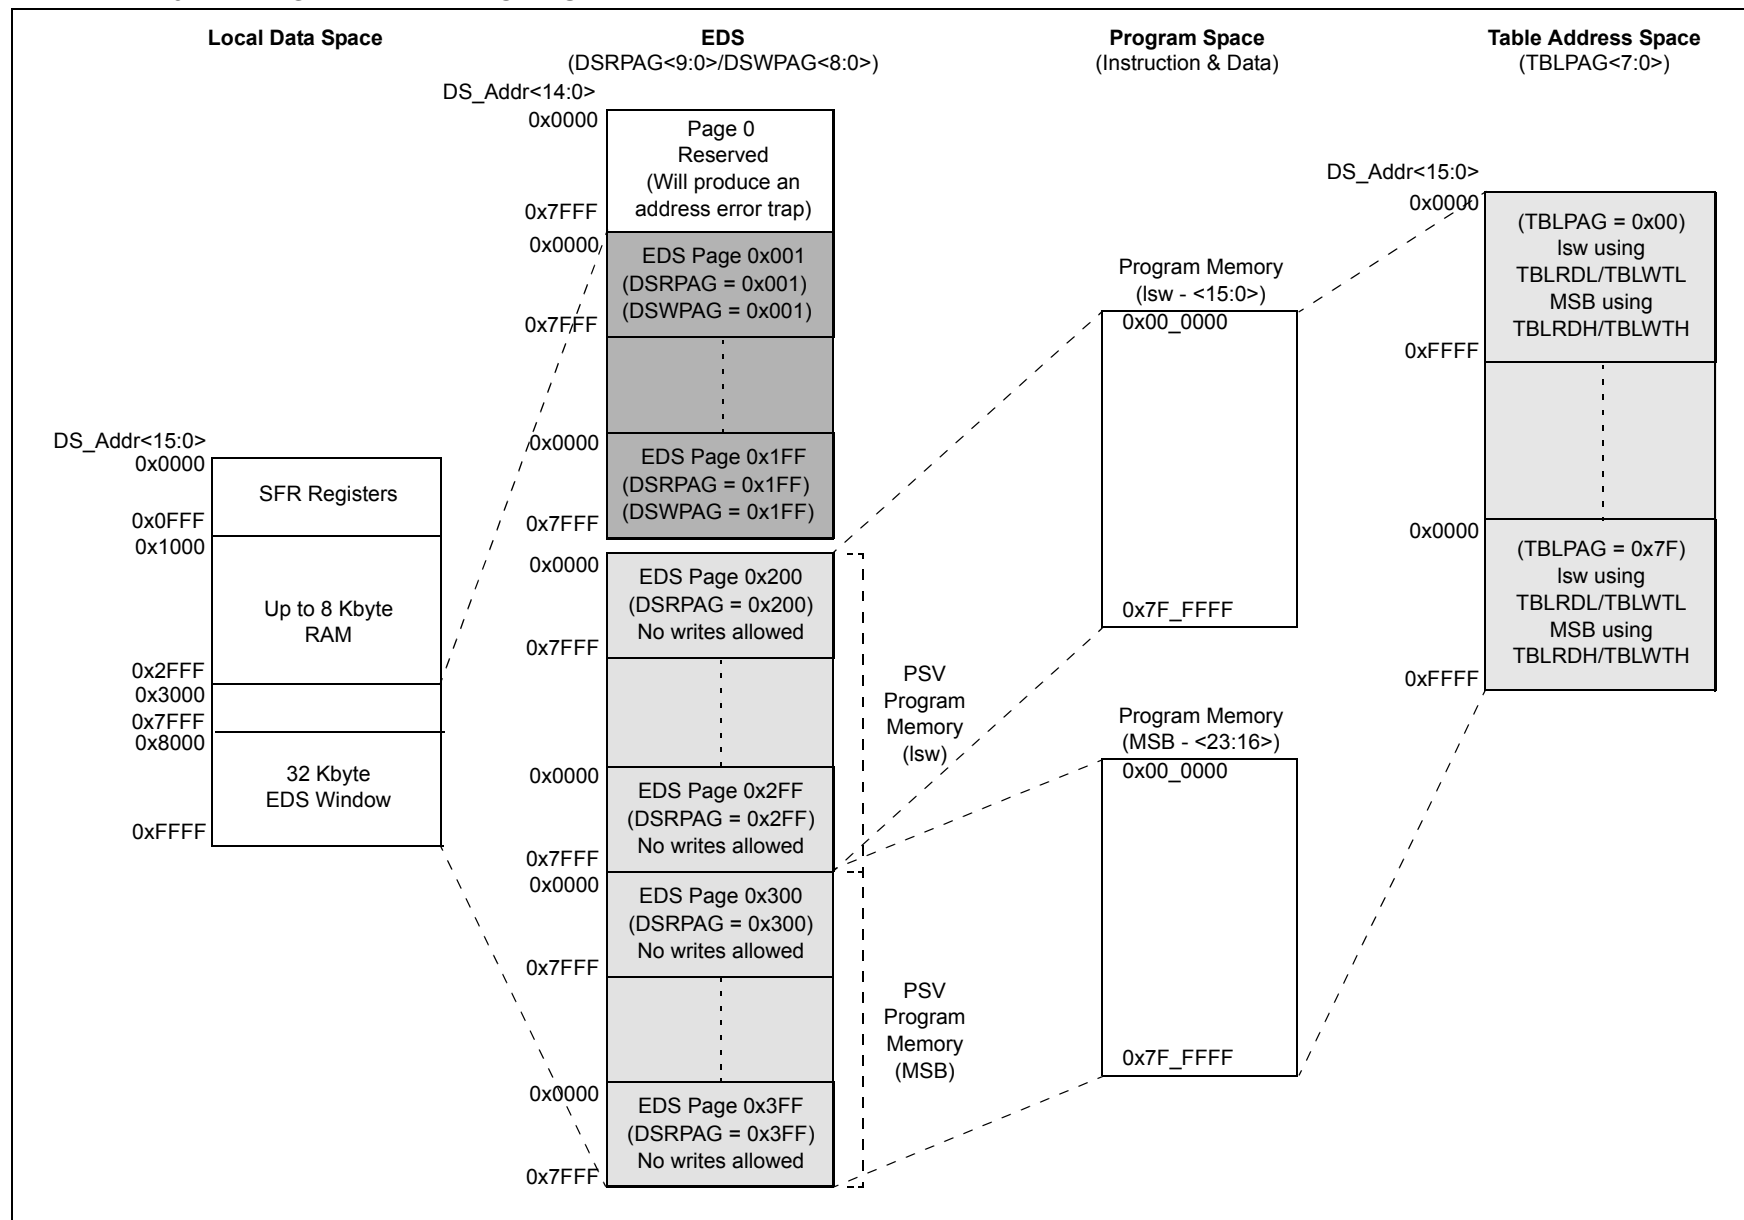 Local Data Space
DS_Addr<15:0>
0x0000
SFR Registers
0x0FFF
0x1000
Up to 8 Kbyte
RAM
0x2FFF
0x3000
0x7FFF
0x8000
32 Kbyte
EDS Window
0xFFFF
EDS
(DSRPAG<9:0>/DSWPAG<8:0>)
DS_Addr<14:0>
0x0000
Page 0
Reserved
(Will produce an
address error trap)
0x7FFF
0x0000
EDS Page 0x001
(DSRPAG = 0x001)
(DSWPAG = 0x001)
0x7FFF
0x0000
EDS Page 0x1FF
(DSRPAG = 0x1FF)
(DSWPAG = 0x1FF)
0x7FFF
0x0000
EDS Page 0x200
(DSRPAG = 0x200)
No writes allowed
0x7FFF
PSV
Program
Memory
(lsw)
0x0000
EDS Page 0x2FF
(DSRPAG = 0x2FF)
No writes allowed
0x7FFF
0x0000
EDS Page 0x300
(DSRPAG = 0x300)
No writes allowed
0x7FFF
PSV
Program
Memory
(MSB)
0x0000
EDS Page 0x3FF
(DSRPAG = 0x3FF)
No writes allowed
0x7FFF
Program Space
(Instruction & Data)
Program Memory
(lsw - <15:0>)
0x00_0000
0x7F_FFFF
Program Memory
(MSB - <23:16>)
0x00_0000
0x7F_FFFF
Table Address Space
(TBLPAG<7:0>)
DS_Addr<15:0>
0x0000
(TBLPAG = 0x00)
lsw using
TBLRDL/TBLWTL
MSB using
TBLRDH/TBLWTH
0xFFFF
0x0000
(TBLPAG = 0x7F)
lsw using
TBLRDL/TBLWTL
MSB using
TBLRDH/TBLWTH
0xFFFF